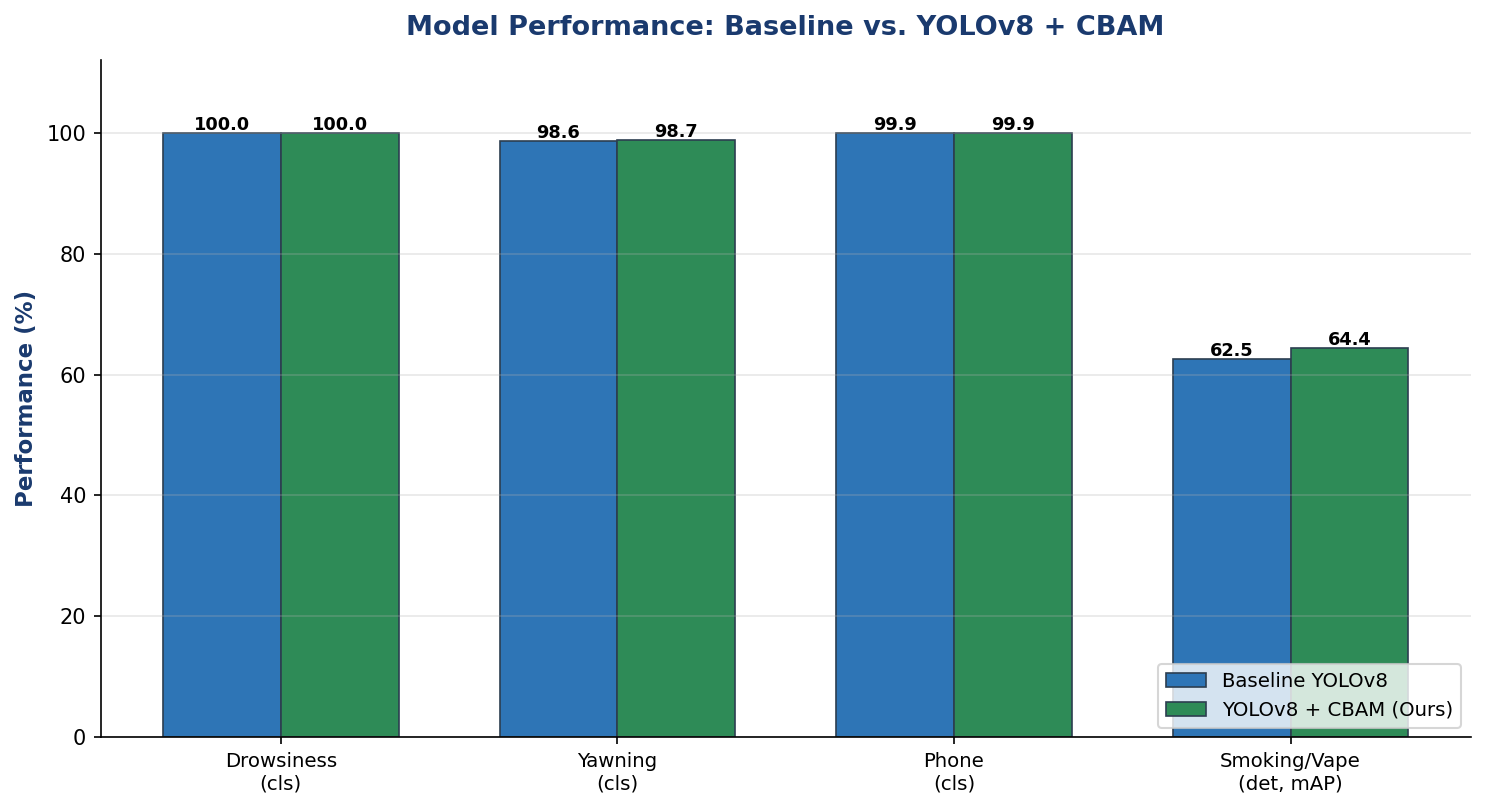 Model Performance: Baseline vs. YOLOv8 + CBAM
Performance (%)
100
80
60
40
20
0
100.0 100.0
98.6 98.7
99.9 99.9
62.5 64.4
Baseline YOLOv8
YOLOv8 + CBAM (Ours)
Drowsiness
(cls)
Yawning
(cls)
Phone
(cls)
Smoking/Vape
(det, mAP)